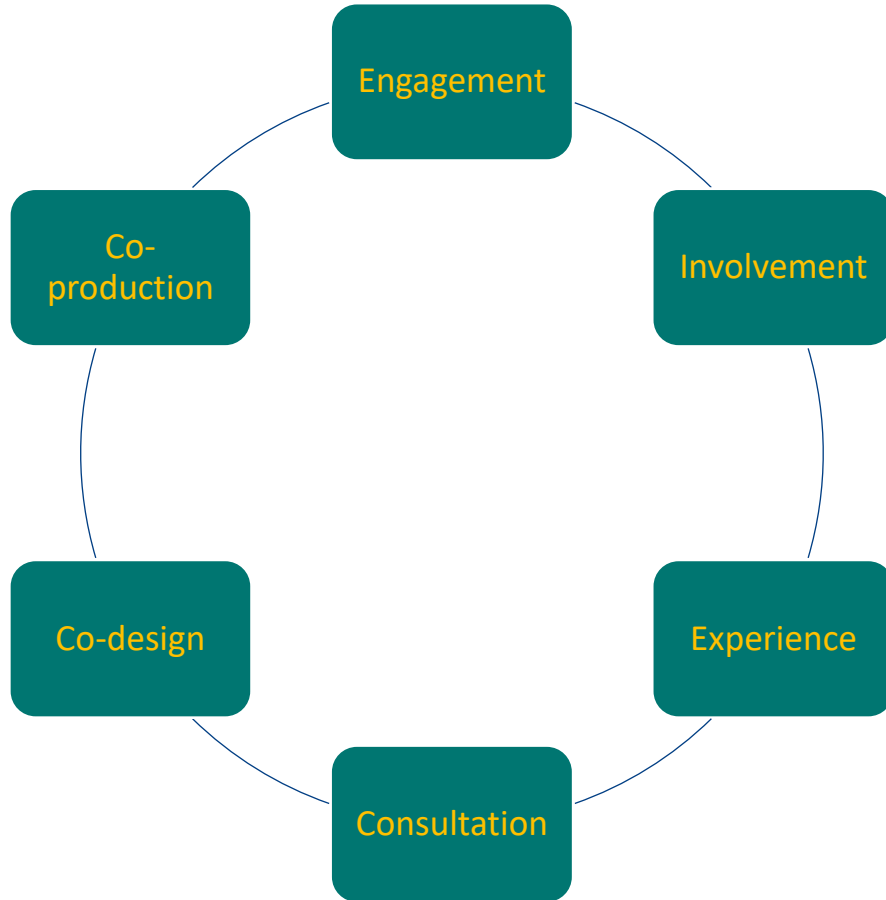 Engagement
Involvement
Experience
Consultation
Co-design
Co-
production